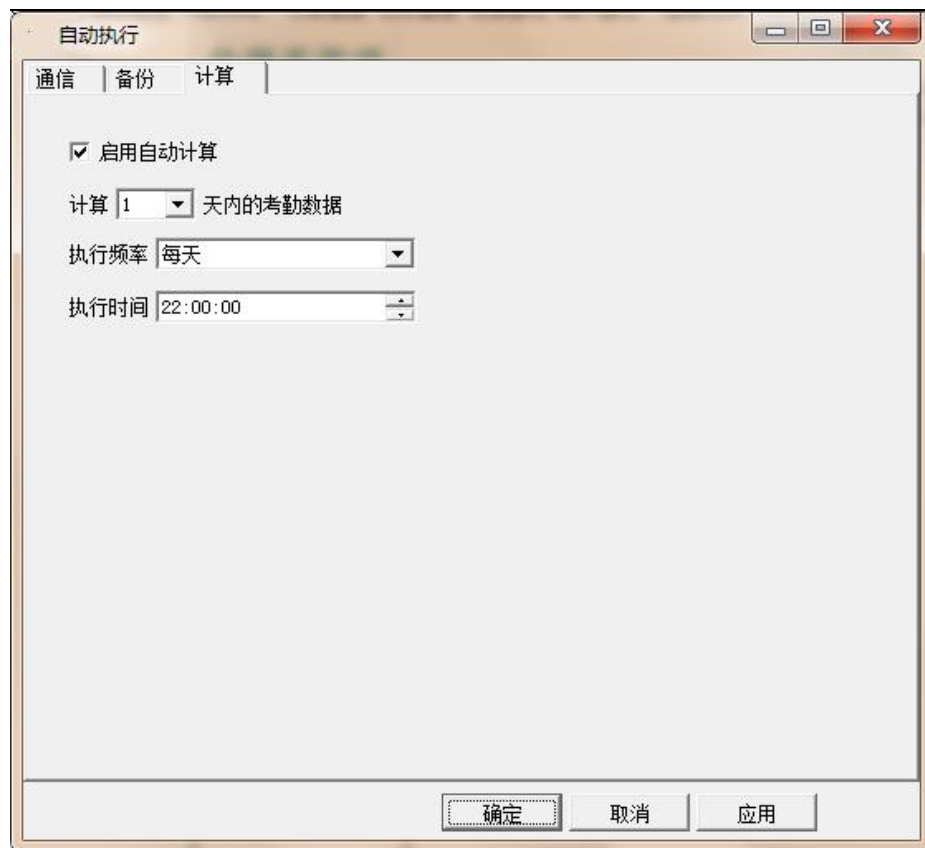 自动执行
通信 备份 计算
启用自动计算
计算 1 天内的考勤数据
执行频率 每天
执行时间 22:00:00
确定 取消 应用